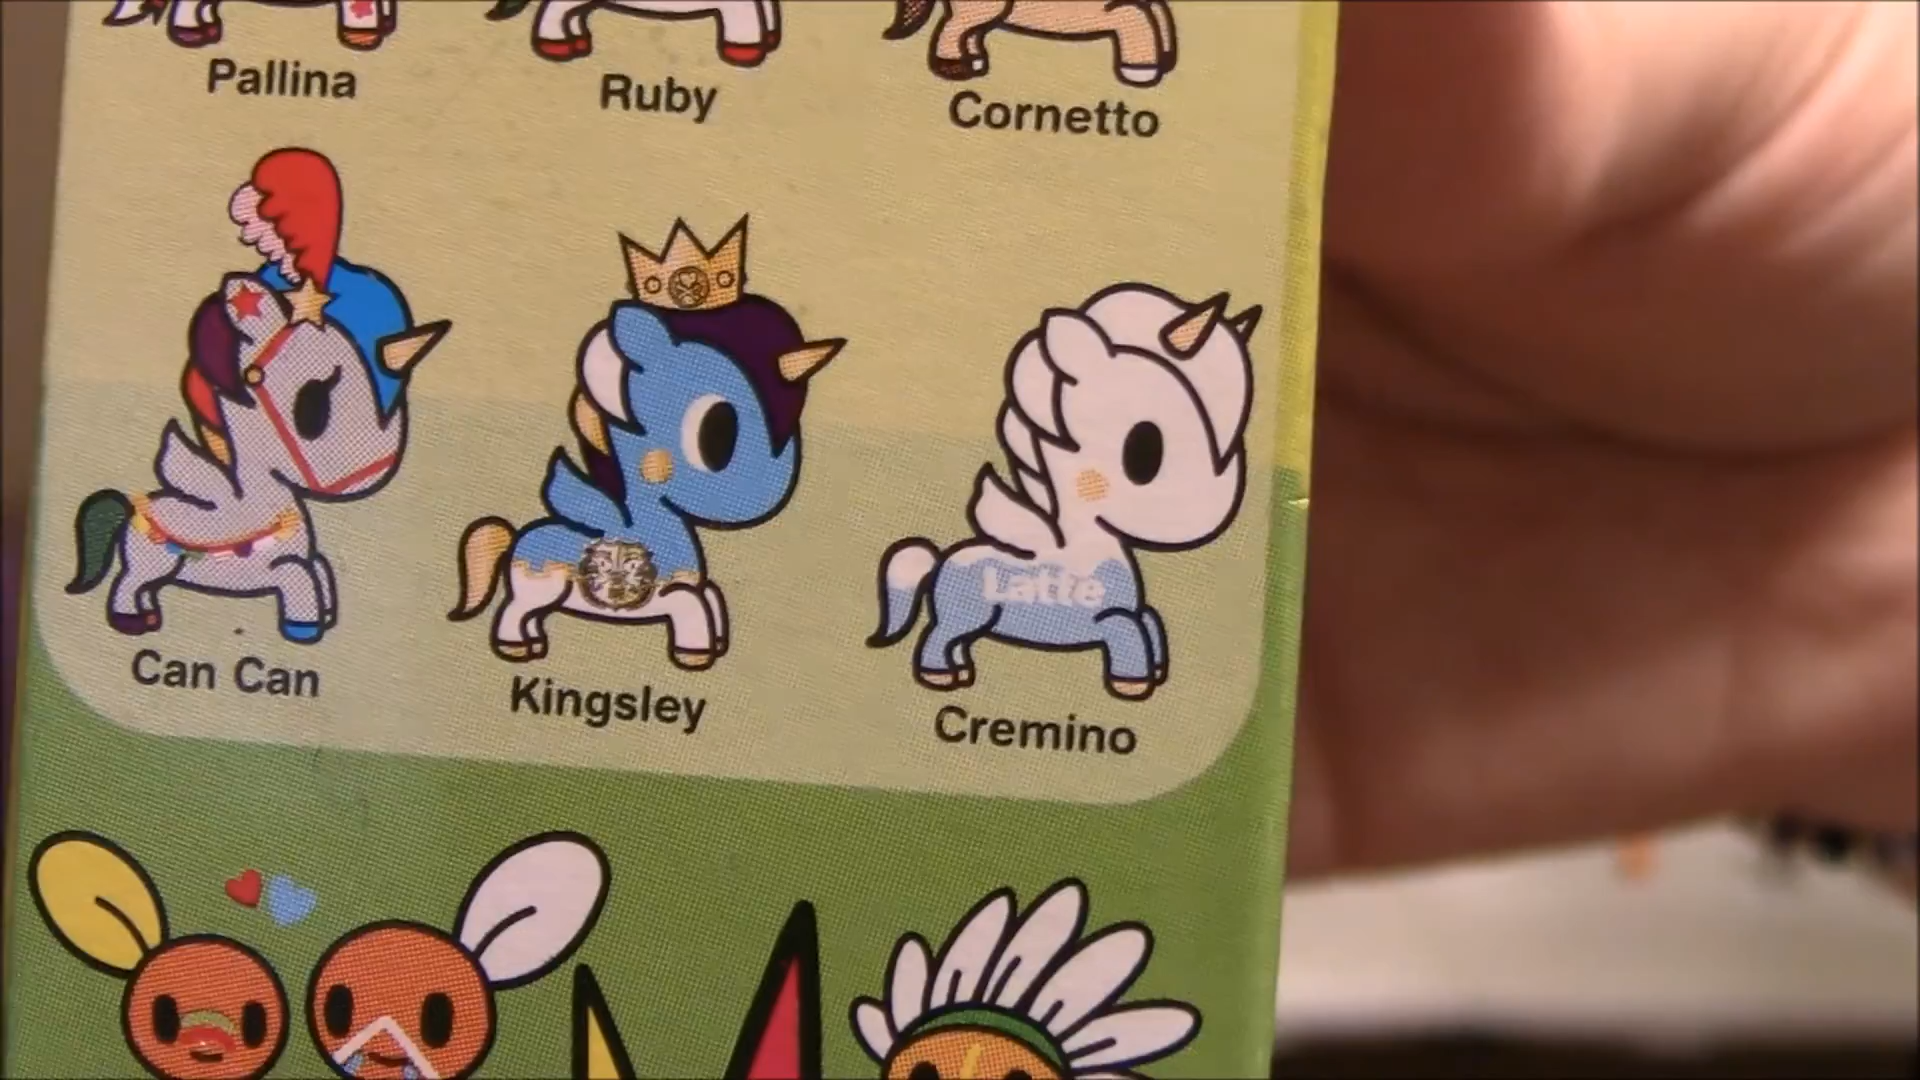 Pallina
Ruby
Cornetto
Latte
Can Can
Kingsley
Cremino